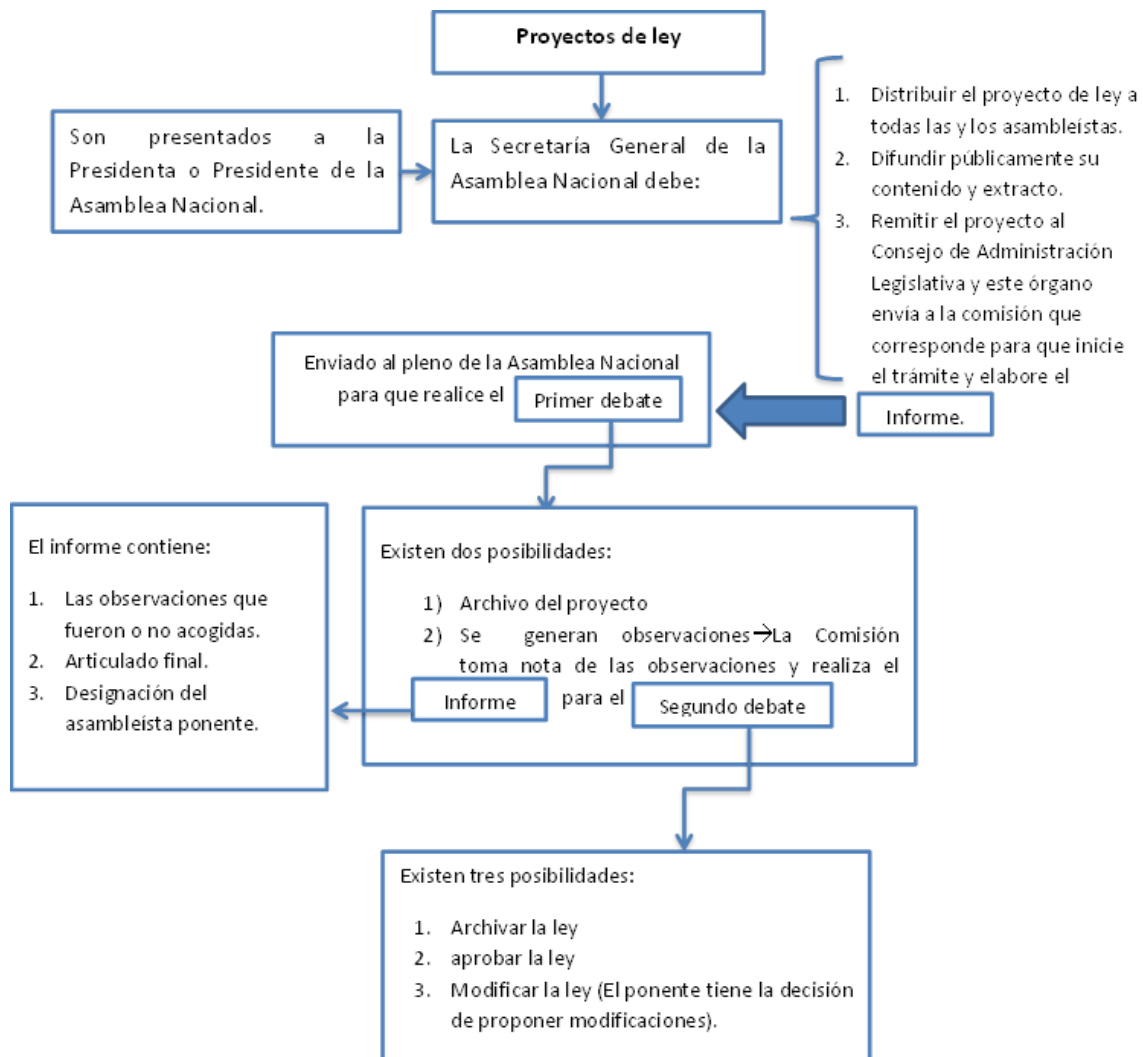 Proyectos de ley
Son presentados a la
Presidenta o Presidente de la
Asamblea Nacional.
La Secretaría General de la
Asamblea Nacional debe:
1. Distribuir el proyecto de ley a
todas las y los asambleístas.
2. Difundir públicamente su
contenido y extracto.
3. Remitir el proyecto al
Consejo de Administración
Legislativa y este órgano
envía a la comisión que
corresponde para que inicie
el trámite y elabore el
Informe.
Enviado al pleno de la Asamblea Nacional
para que realice el Primer debate
Existen dos posibilidades:
1) Archivo del proyecto
2) Se generan observaciones→La Comisión
toma nota de las observaciones y realiza el
Informe para el Segundo debate
El informe contiene:
1. Las observaciones que
fueron o no acogidas.
2. Articulado final.
3. Designación del
asambleísta ponente.
Existen tres posibilidades:
1. Archivar la ley
2. aprobar la ley
3. Modificar la ley (El ponente tiene la decisión
de proponer modificaciones).